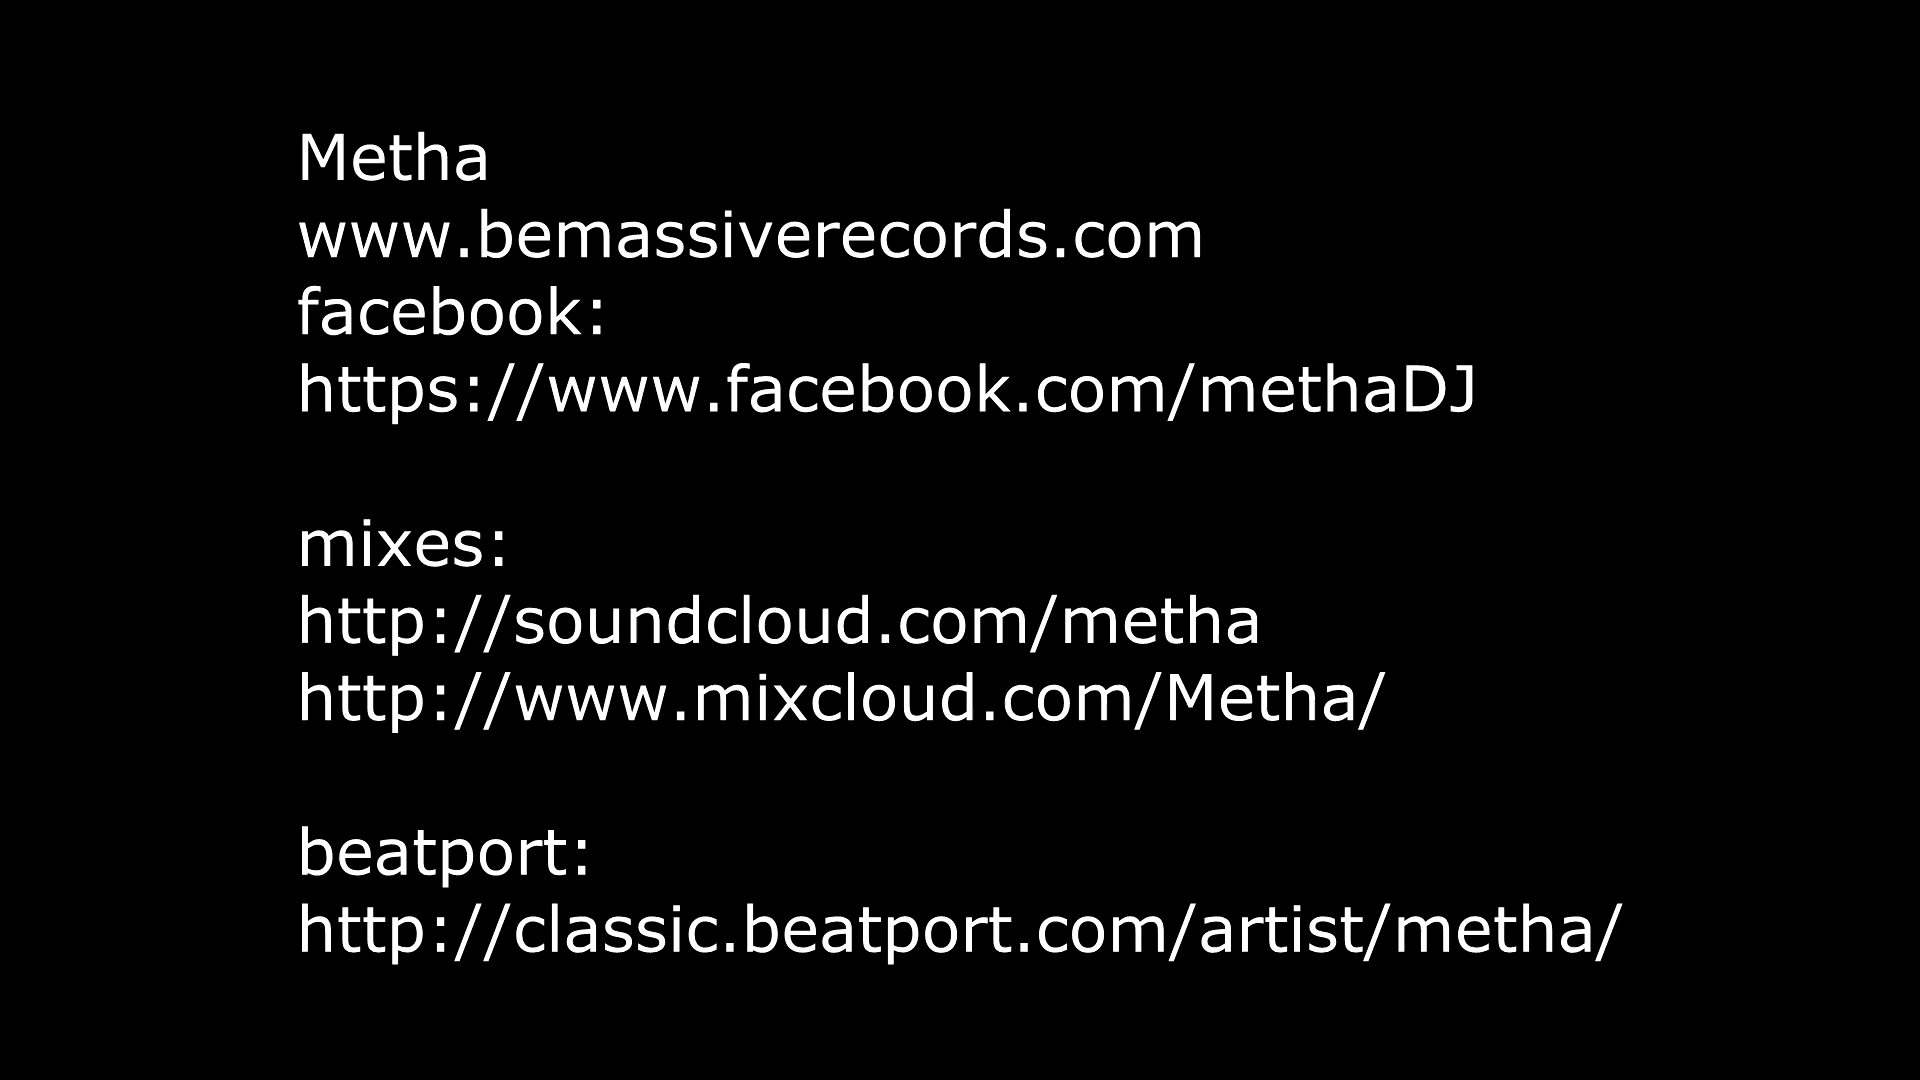 Metha
www.bemassiverecords.com
facebook:
https://www.facebook.com/methaDJ
mixes:
http://soundcloud.com/metha
http://www.mixcloud.com/Metha/
beatport:
http://classic.beatport.com/artist/metha/